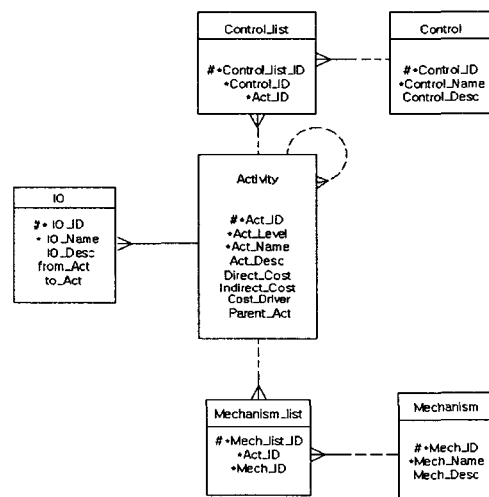 Control_list
#*Control_list_ID
*Control_ID
*Act_ID
Control
#*Control_ID
*Control_Name
Control_Desc
Activity
#*Act_ID
*Act_Level
*Act_Name
Act_Desc
Direct_Cost
Indirect_Cost
Cost_Driver
Parent_Act
IO
#* IO_ID
* IO_Name
IO_Desc
from_Act
to_Act
Mechanism_list
#*Mech_list_ID
*Act_ID
*Mech_ID
Mechanism
#*Mech_ID
*Mech_Name
Mech_Desc